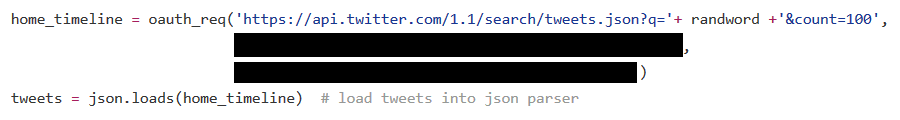 home_timeline = oauth_req('https://api.twitter.com/1.1/search/tweets.json?q='+ randword +'&count=100',
,
)
tweets = json.loads(home_timeline)  # load tweets into json parser